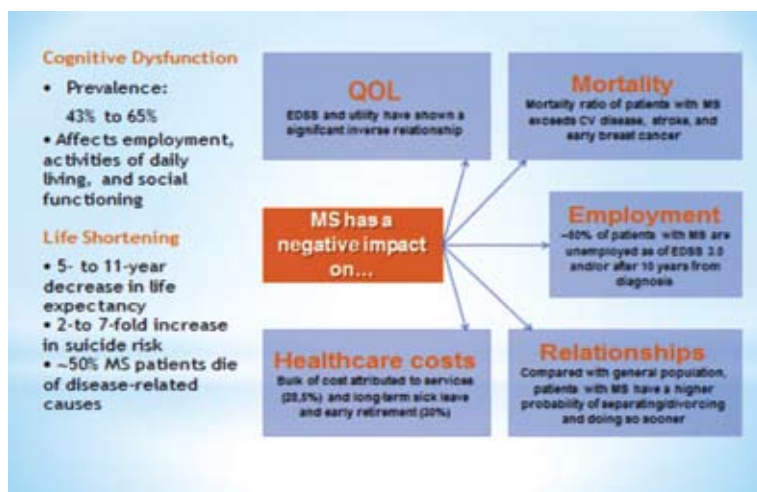 Cognitive Dysfunction
• Prevalence:
43% to 65%
• Affects employment,
activities of daily
living, and social
functioning
Life Shortening
• 5- to 11-year
decrease in life
expectancy
• 2-to 7-fold increase
in suicide risk
• ~50% MS patients die
of disease-related
causes
MS has a
negative impact
on...
QOL
EDSS and utility have shown a
significant inverse relationship
Mortality
Mortality ratio of patients with MS
exceeds CV disease, stroke, and
early breast cancer
Employment
of patients with MS are
unemployed as of EDSS 3.0
and/or after 10 years from
diagnosis
Healthcare costs
Bulk of cost attributed to services
and long-term sick leave
and early retirement
Relationships
Compared with general population,
patients with MS have a higher
probability of separating/divorcing
and doing so sooner